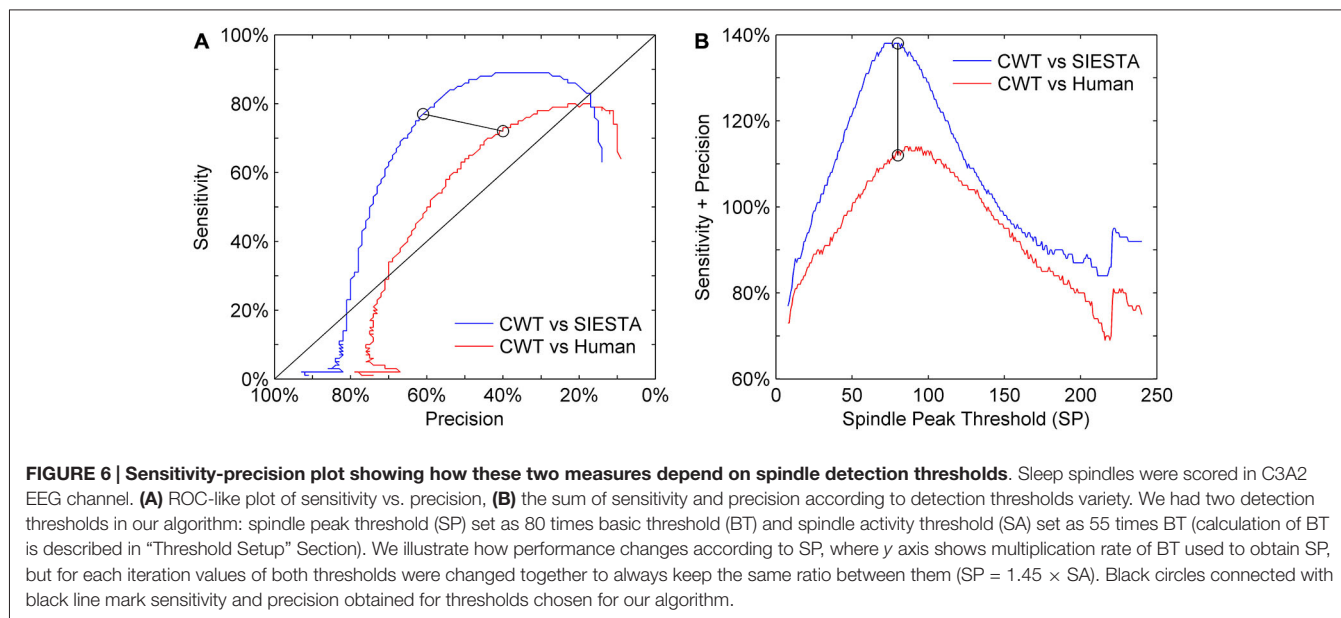 A
100%
80%
60%
40%
20%
0%
Sensitivity
CWT vs SIESTA
CWT vs Human
100% 80% 60% 40% 20% 0%
Precision
B
140%
120%
100%
80%
60%
Sensitivity + Precision
CWT vs SIESTA
CWT vs Human
0 50 100 150 200 250
Spindle Peak Threshold (SP)
FIGURE 6 | Sensitivity-precision plot showing how these two measures depend on spindle detection thresholds. Sleep spindles were scored in C3A2
EEG channel. (A) ROC-like plot of sensitivity vs. precision, (B) the sum of sensitivity and precision according to detection thresholds variety. We had two detection
thresholds in our algorithm: spindle peak threshold (SP) set as 80 times basic threshold (BT) and spindle activity threshold (SA) set as 55 times BT (calculation of BT
is described in “Threshold Setup” Section). We illustrate how performance changes according to SP, where y axis shows multiplication rate of BT used to obtain SP,
but for each iteration values of both thresholds were changed together to always keep the same ratio between them (SP = 1.45 × SA). Black circles connected with
black line mark sensitivity and precision obtained for thresholds chosen for our algorithm.